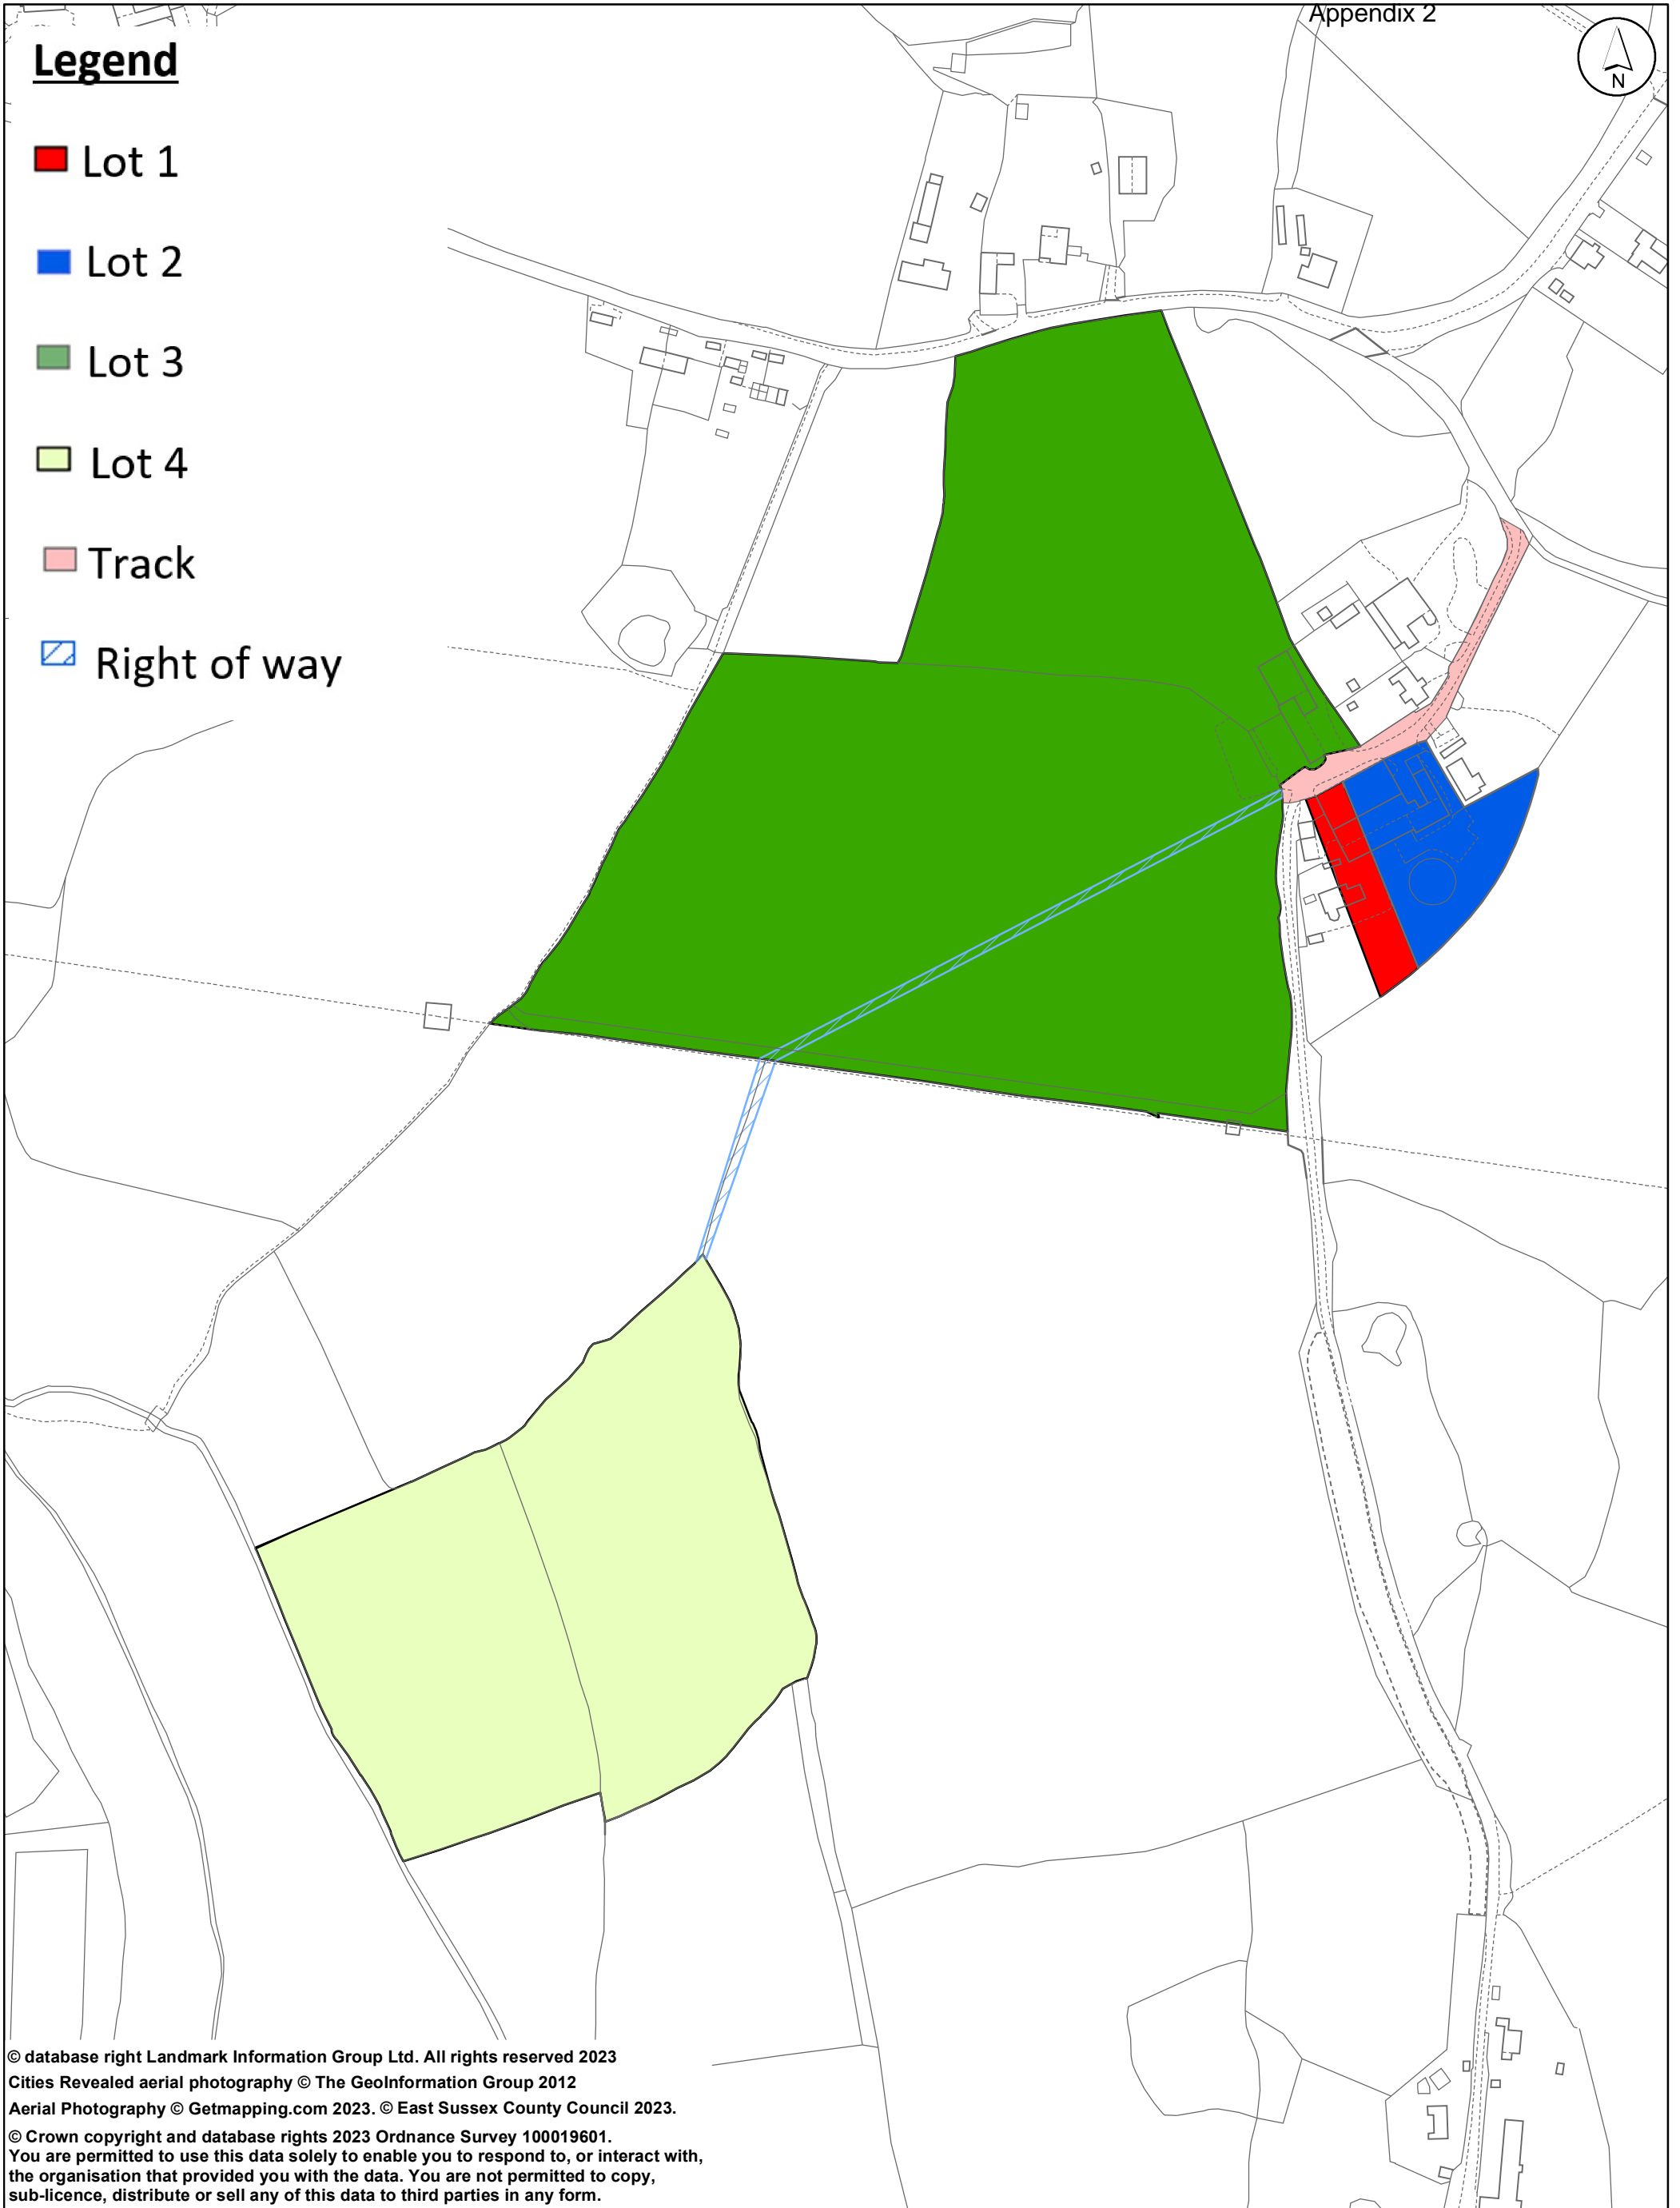 Appendix 2
N
Legend
Lot 1
Lot 2
Lot 3
Lot 4
Track
Right of way
© database right Landmark Information Group Ltd. All rights reserved 2023
Cities Revealed aerial photography © The GeoInformation Group 2012
Aerial Photography © Getmapping.com 2023. © East Sussex County Council 2023.
© Crown copyright and database rights 2023 Ordnance Survey 100019601.
You are permitted to use this data solely to enable you to respond to, or interact with,
the organisation that provided you with the data. You are not permitted to copy,
sub-licence, distribute or sell any of this data to third parties in any form.